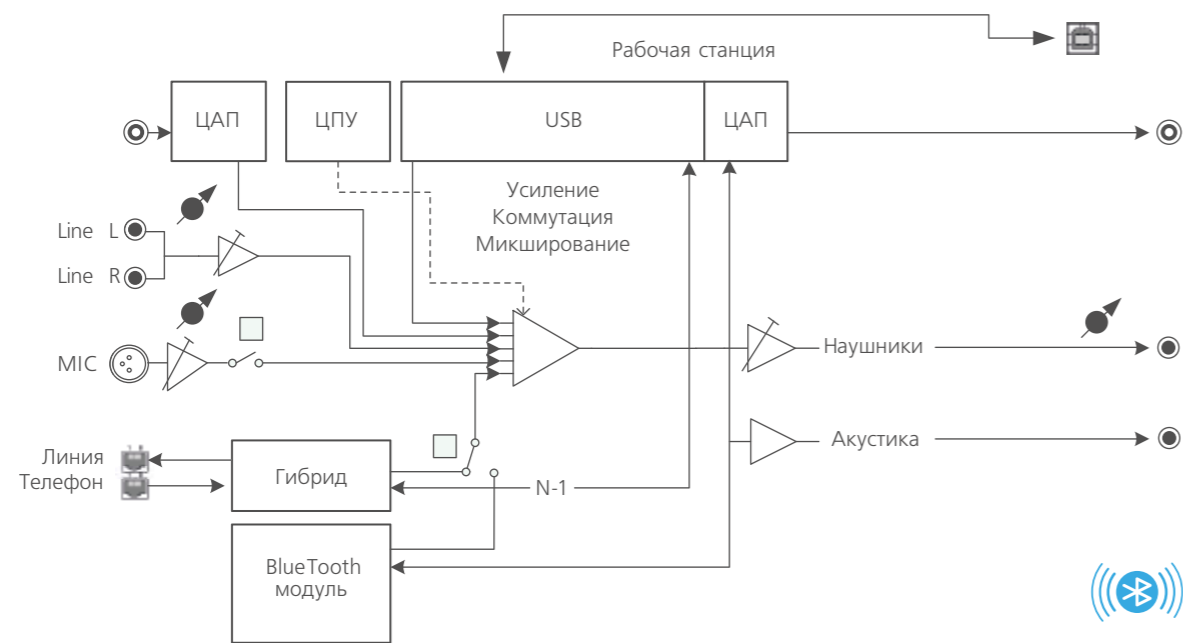 Рабочая станция
ЦАП
ЦПУ
USB
ЦАП
Усиление
Коммутация
Микширование
Line L
Line R
MIC
Наушники
Акустика
Линия
Телефон
Гибрид
N-1
BlueTooth
модуль